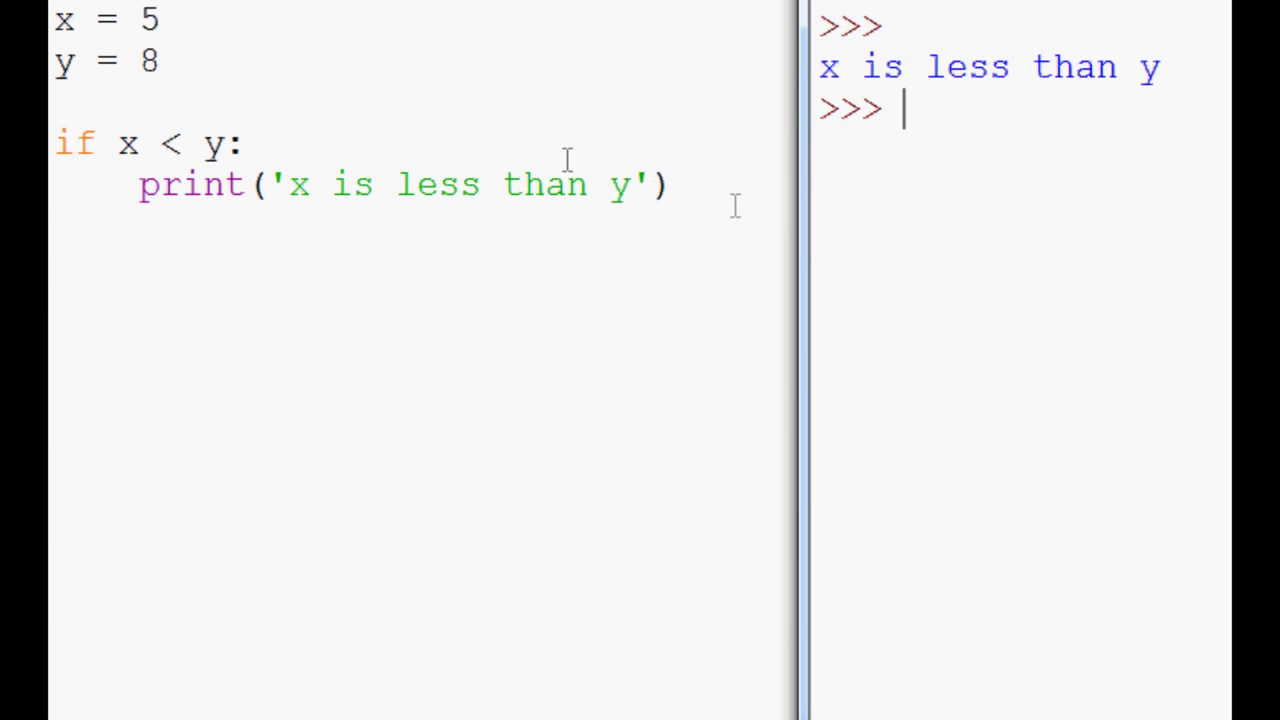 x = 5
y = 8
if x < y:
    print('x is less than y')
>>>
x is less than y
>>>